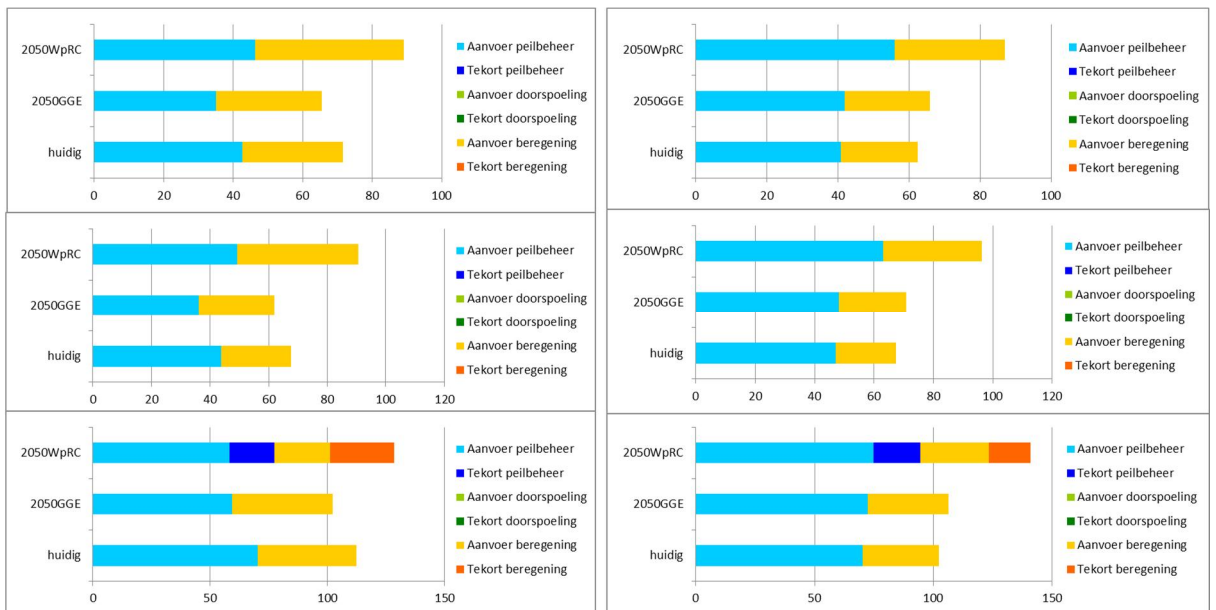 2050WpRC
2050GGE
huidig
0 20 40 60 80 100
Aanvoer peilbeheer
Tekort peilbeheer
Aanvoer doorspoeling
Tekort doorspoeling
Aanvoer beregening
Tekort beregening
2050WpRC
2050GGE
huidig
0 20 40 60 80 100
Aanvoer peilbeheer
Tekort peilbeheer
Aanvoer doorspoeling
Tekort doorspoeling
Aanvoer beregening
Tekort beregening
2050WpRC
2050GGE
huidig
0 20 40 60 80 100 120
Aanvoer peilbeheer
Tekort peilbeheer
Aanvoer doorspoeling
Tekort doorspoeling
Aanvoer beregening
Tekort beregening
2050WpRC
2050GGE
huidig
0 20 40 60 80 100 120
Aanvoer peilbeheer
Tekort peilbeheer
Aanvoer doorspoeling
Tekort doorspoeling
Aanvoer beregening
Tekort beregening
2050WpRC
2050GGE
huidig
0 50 100 150
Aanvoer peilbeheer
Tekort peilbeheer
Aanvoer doorspoeling
Tekort doorspoeling
Aanvoer beregening
Tekort beregening
2050WpRC
2050GGE
huidig
0 50 100 150
Aanvoer peilbeheer
Tekort peilbeheer
Aanvoer doorspoeling
Tekort doorspoeling
Aanvoer beregening
Tekort beregening